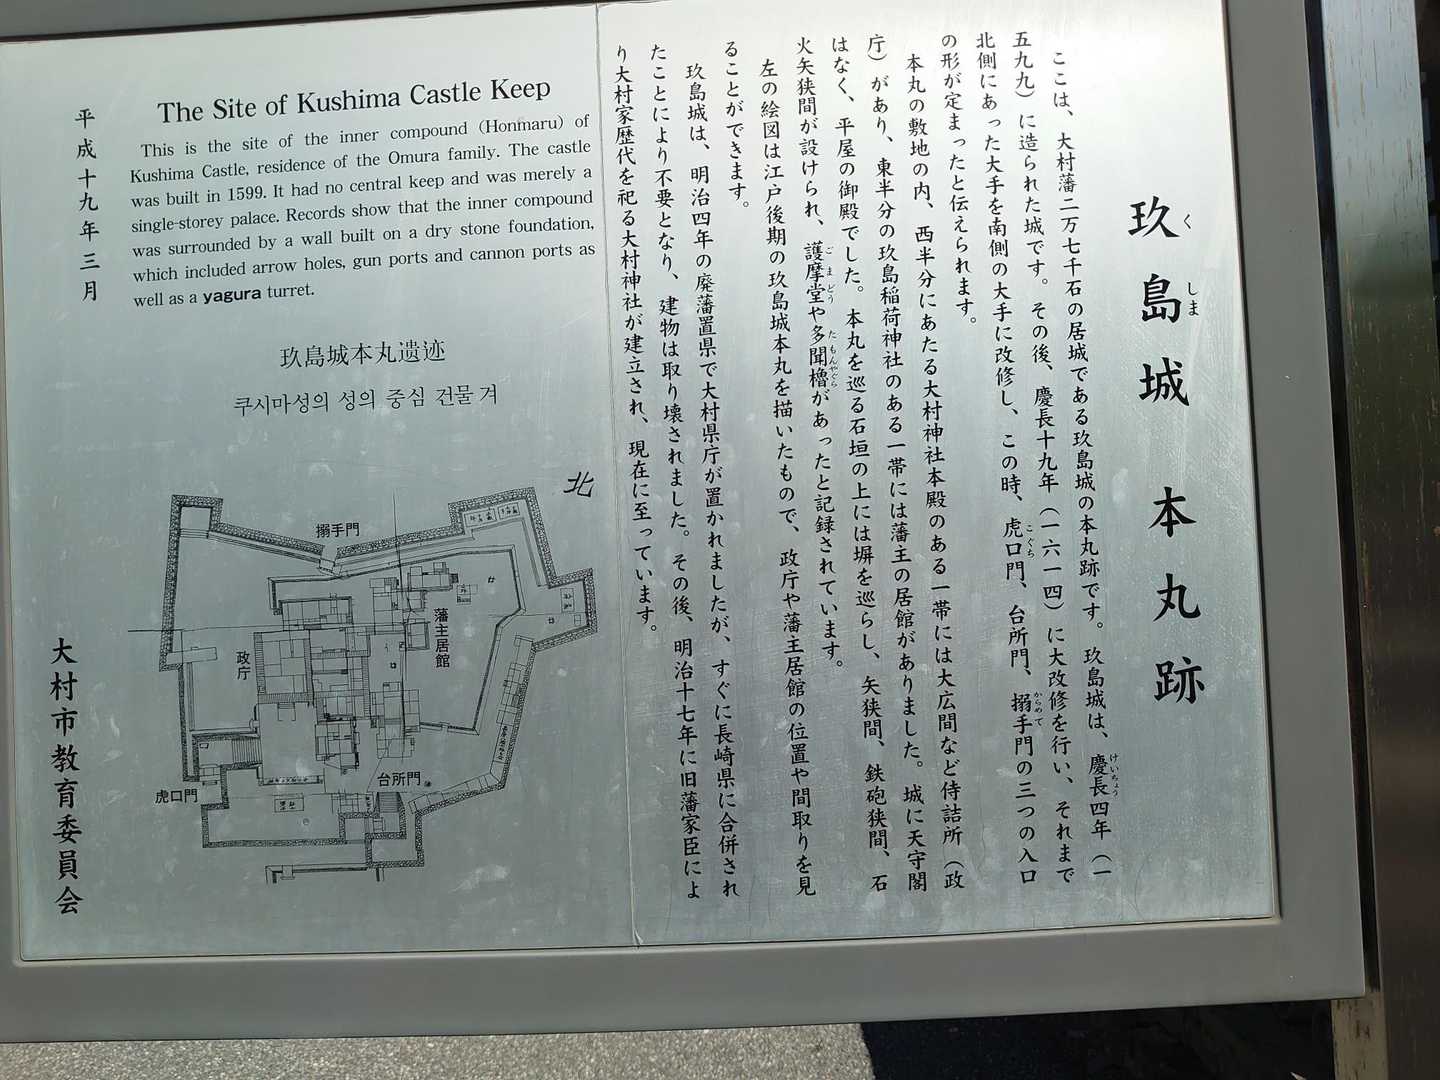 玖島城 本丸跡
くしま
ここは、大村藩二万七千石の居城である玖島城の本丸跡です。玖島城は、慶長四年(一
けいちょう
五九九)に造られた城です。その後、慶長十九年(一六一四)に大改修を行い、それまで
北側にあった大手を南側の大手に改修し、この時、虎口門、台所門、搦手門の三つの入口
こぐち
からめて
の形が定まったと伝えられます。
本丸の敷地の内、西半分にあたる大村神社本殿のある一帯には大広間など侍詰所(政
庁)があり、東半分の玖島稲荷神社のある一帯には藩主の居館がありました。城に天守閣
はなく、平屋の御殿でした。本丸を巡る石垣の上には塀を巡らし、矢狭間、鉄砲狭間、石
火矢狭間が設けられ、護摩堂や多聞櫓があったと記録されています。
ごまどう
たもんやぐら
左の絵図は江戸後期の玖島城本丸を描いたもので、政庁や藩主居館の位置や間取りを見
ることができます。
玖島城は、明治四年の廃藩置県で大村県庁が置かれましたが、すぐに長崎県に合併され
たことにより不要となり、建物は取り壊されました。その後、明治十七年に旧藩家臣によ
り大村家歴代を祀る大村神社が建立され、現在に至っています。
The Site of Kushima Castle Keep
This is the site of the inner compound (Honmaru) of
Kushima Castle, residence of the Omura family. The castle
was built in 1599. It had no central keep and was merely a
single-storey palace. Records show that the inner compound
was surrounded by a wall built on a dry stone foundation,
which included arrow holes, gun ports and cannon ports as
well as a yagura turret.
玖島城本丸遗迹
쿠시마성의 성의 중심 건물 겨
北
搦手門
藩主居館
政庁
台所門
虎口門
平成十九年三月
大村市教育委員会